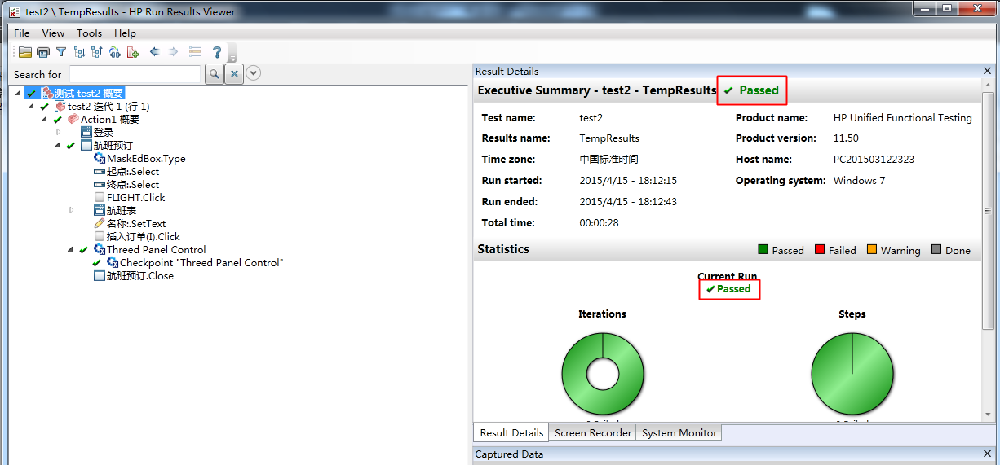 test2 \ TempResults - HP Run Results Viewer
File View Tools Help
Search for
测试 test2 概要
test2 迭代 1 (行 1)
Action1 概要
登录
航班预订
MaskEdBox.Type
起点:.Select
终点:.Select
FLIGHT.Click
航班表
名称:.SetText
插入订单(I).Click
Threed Panel Control
Checkpoint "Threed Panel Control"
航班预订.Close
Result Details
Executive Summary - test2 - TempResults Passed
Test name: test2 Product name: HP Unified Functional Testing
Results name: TempResults Product version: 11.50
Time zone: 中国标准时间 Host name: PC201503122323
Run started: 2015/4/15 - 18:12:15 Operating system: Windows 7
Run ended: 2015/4/15 - 18:12:43
Total time: 00:00:28
Statistics Passed Failed Warning Done
Current Run
Passed
Iterations Steps
Result Details Screen Recorder System Monitor
Captured Data